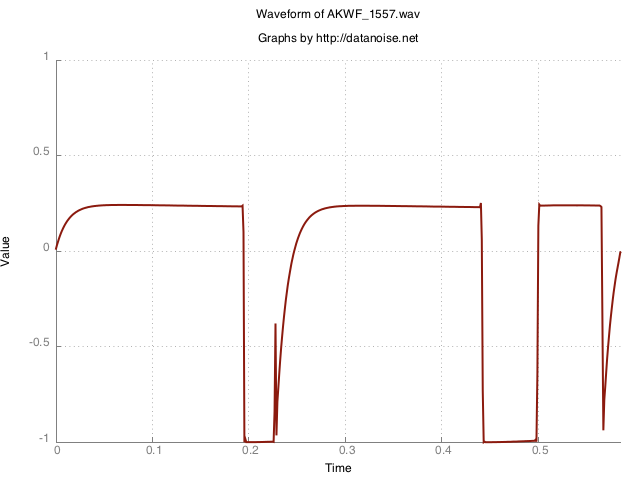 Waveform of AKWF_1557.wav
Graphs by http://datanoise.net
1
0.5
0
-0.5
-1
Value
0 0.1 0.2 0.3 0.4 0.5
Time